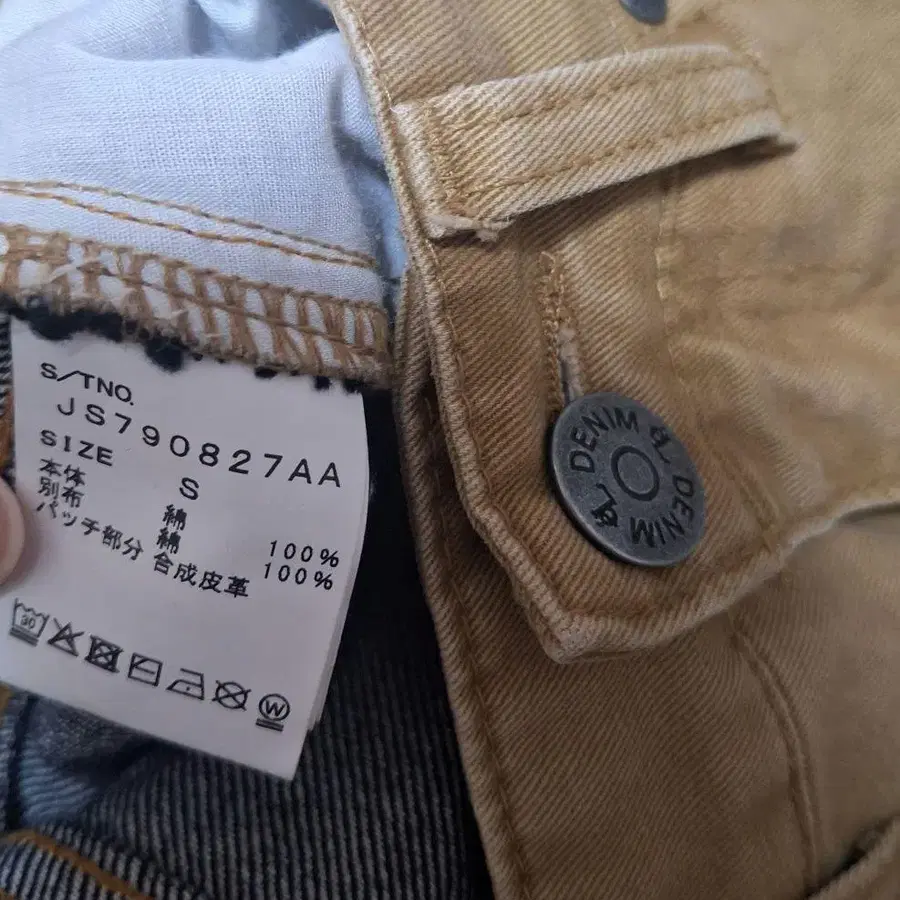 S/TNO.
JS790827AA
SIZE S
本体 綿 100%
別布 綿 100%
パッチ部分 合成皮革
30
W
DENIM & DENIM &